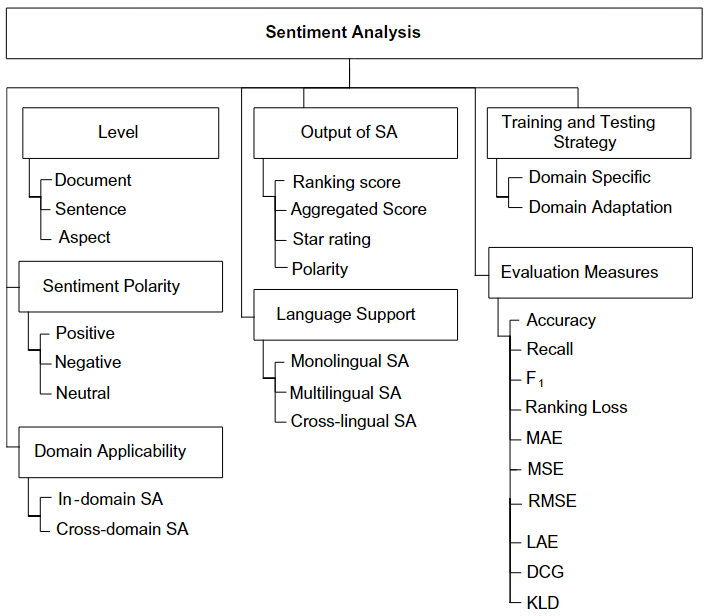 Sentiment Analysis
Level
Document
Sentence
Aspect
Sentiment Polarity
Positive
Negative
Neutral
Domain Applicability
In-domain SA
Cross-domain SA
Output of SA
Ranking score
Aggregated Score
Star rating
Polarity
Language Support
Monolingual SA
Multilingual SA
Cross-lingual SA
Training and Testing
Strategy
Domain Specific
Domain Adaptation
Evaluation Measures
Accuracy
Recall
F₁
Ranking Loss
MAE
MSE
RMSE
LAE
DCG
KLD